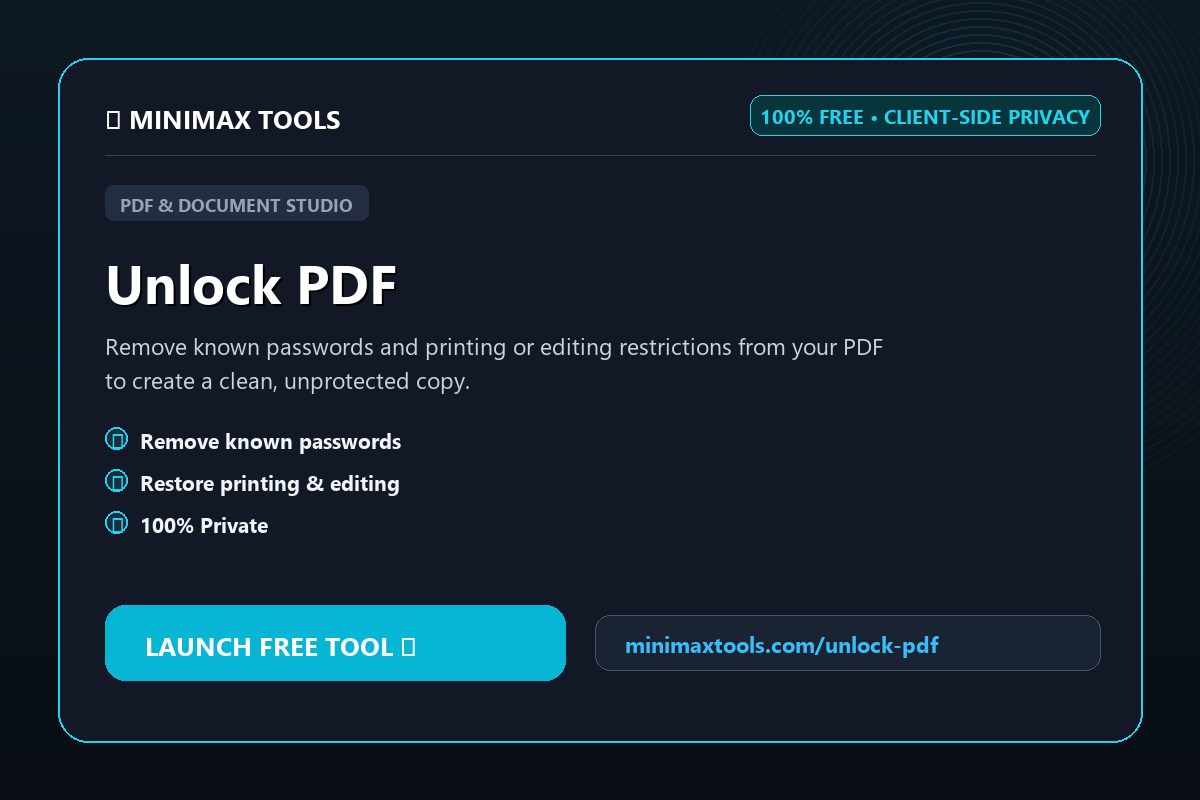 MINIMAX TOOLS
100% FREE • CLIENT-SIDE PRIVACY
PDF & DOCUMENT STUDIO
Unlock PDF
Remove known passwords and printing or editing restrictions from your PDF
to create a clean, unprotected copy.
Remove known passwords
Restore printing & editing
100% Private
LAUNCH FREE TOOL
minimaxtools.com/unlock-pdf